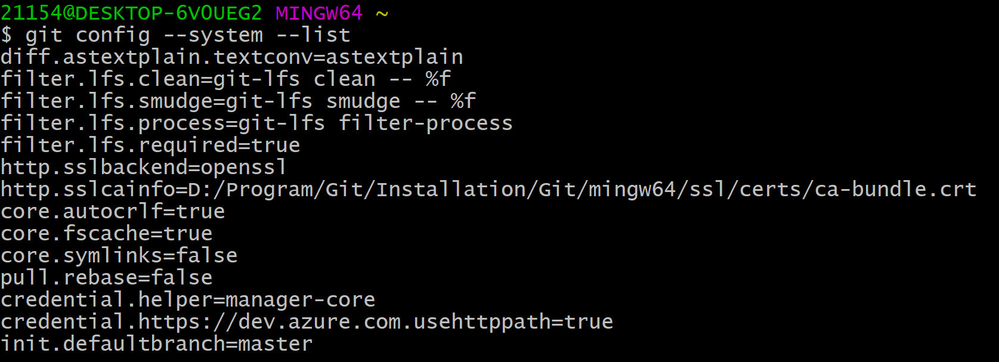 21154@DESKTOP-6V0UEG2 MINGW64 ~
$ git config --system --list
diff.astextplain.textconv=astextplain
filter.lfs.clean=git-lfs clean -- %f
filter.lfs.smudge=git-lfs smudge -- %f
filter.lfs.process=git-lfs filter-process
filter.lfs.required=true
http.sslbackend=openssl
http.sslcainfo=D:/Program/Git/Installation/Git/mingw64/ssl/certs/ca-bundle.crt
core.autocrlf=true
core.fscache=true
core.symlinks=false
pull.rebase=false
credential.helper=manager-core
credential.https://dev.azure.com.usehttppath=true
init.defaultbranch=master